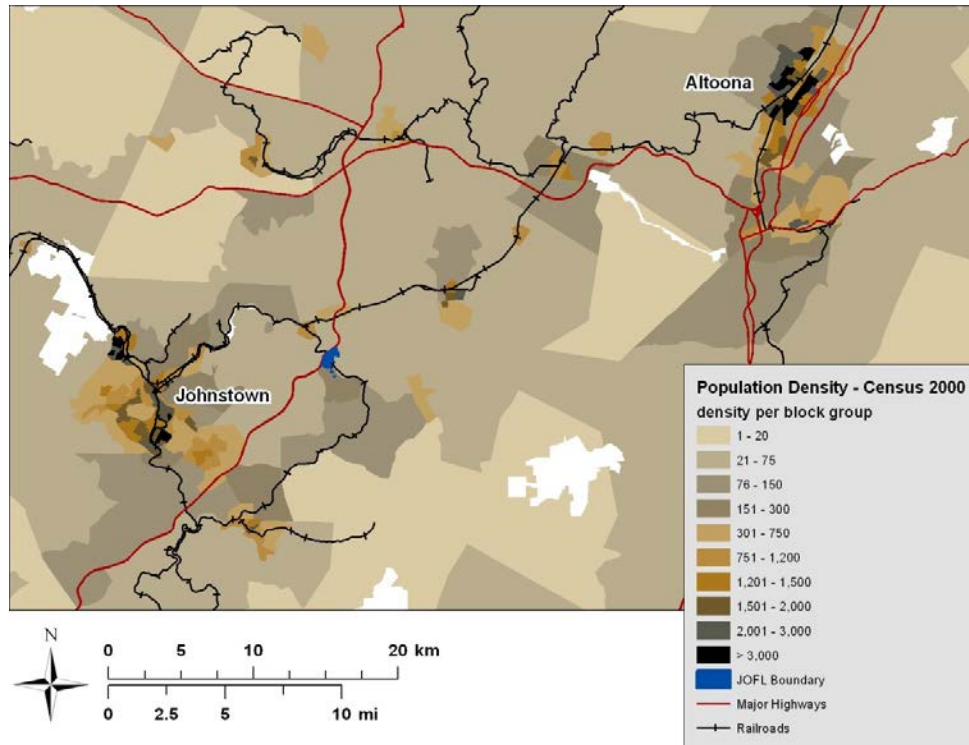 Altoona
Johnstown
Population Density - Census 2000
density per block group
1 - 20
21 - 75
76 - 150
151 - 300
301 - 750
751 - 1,200
1,201 - 1,500
1,501 - 2,000
2,001 - 3,000
> 3,000
JOFL Boundary
Major Highways
Railroads
N
0 5 10 20 km
0 2.5 5 10 mi